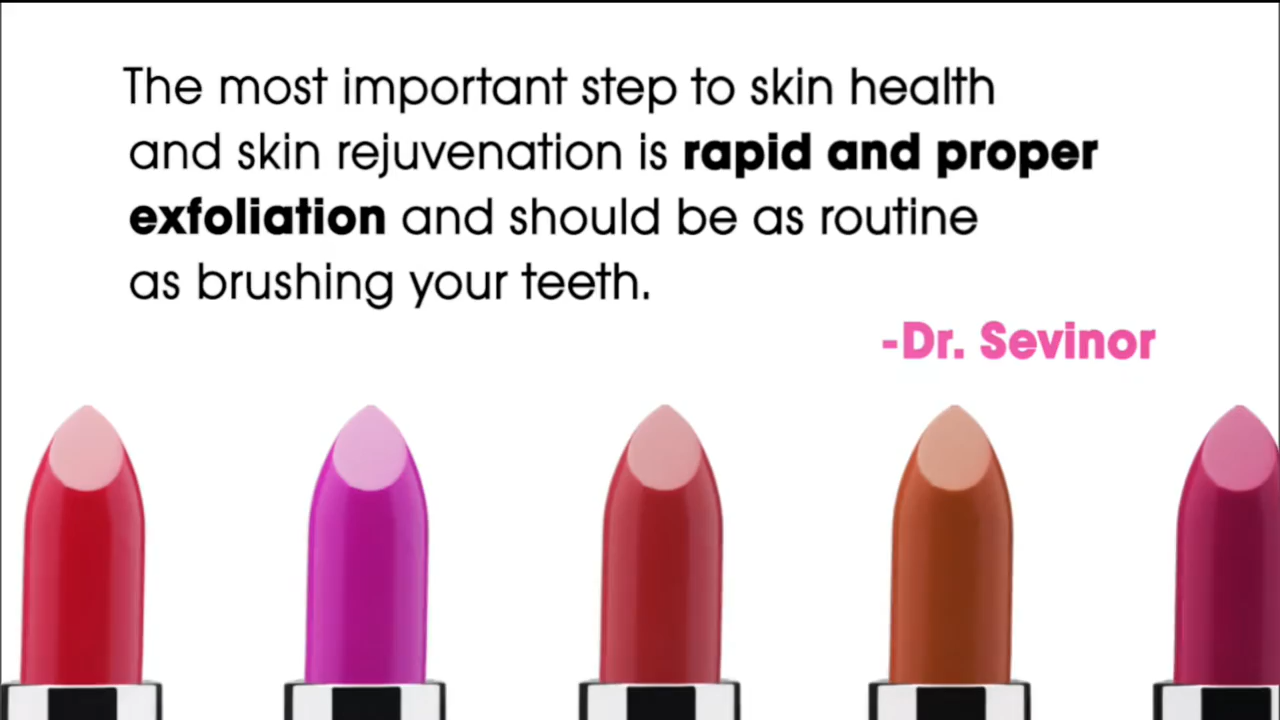 The most important step to skin health
and skin rejuvenation is rapid and proper
exfoliation and should be as routine
as brushing your teeth.
-Dr. Sevinor